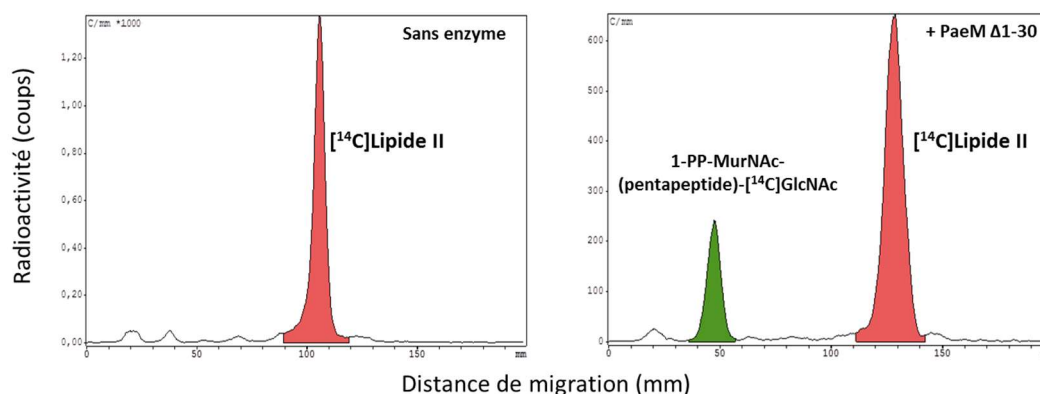 C/mm *1000
Sans enzyme
1,20
1,00
0,80
0,60
0,40
0,20
0,00
0
50
100
150
mm
[¹⁴C]Lipide II
C/mm
+ PaeM Δ1-30
600
500
400
300
200
100
0
0
50
100
150
[¹⁴C]Lipide II
1-PP-MurNAc-
(pentapeptide)-[¹⁴C]GlcNAc
Radioactivité (coups)
Distance de migration (mm)